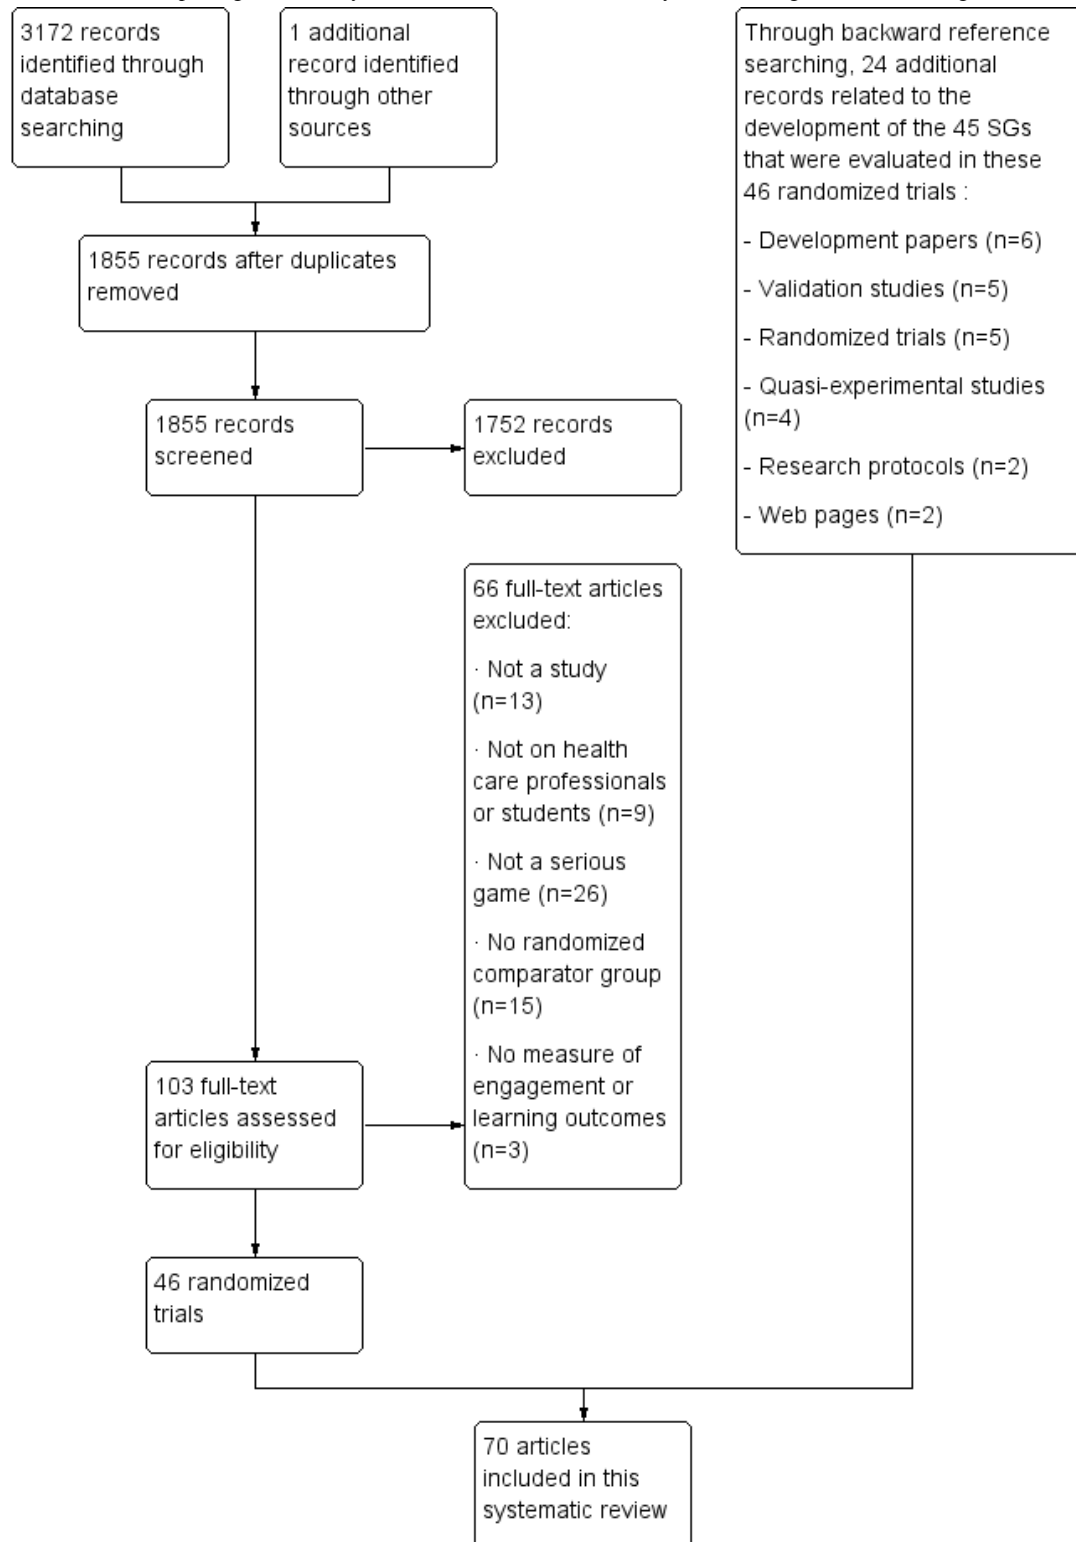 3172 records
identified through
database
searching
1 additional
record identified
through other
sources
Through backward reference
searching, 24 additional
records related to the
development of the 45 SGs
that were evaluated in these
46 randomized trials :
- Development papers (n=6)
- Validation studies (n=5)
- Randomized trials (n=5)
- Quasi-experimental studies
(n=4)
- Research protocols (n=2)
- Web pages (n=2)
1855 records after duplicates
removed
1855 records
screened
1752 records
excluded
66 full-text articles
excluded:
· Not a study
(n=13)
· Not on health
care professionals
or students (n=9)
· Not a serious
game (n=26)
· No randomized
comparator group
(n=15)
· No measure of
engagement or
learning outcomes
(n=3)
103 full-text
articles assessed
for eligibility
46 randomized
trials
70 articles
included in this
systematic review